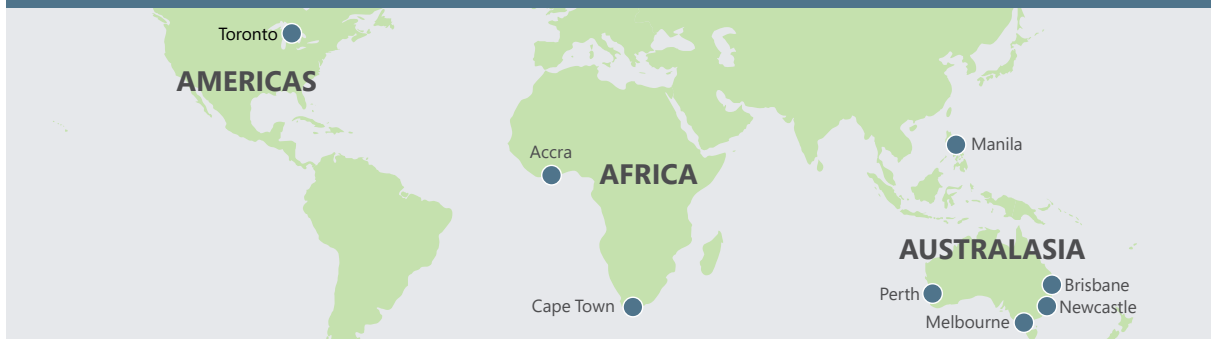 Toronto
AMERICAS
Accra
AFRICA
Cape Town
Manila
AUSTRALASIA
Perth
Brisbane
Newcastle
Melbourne